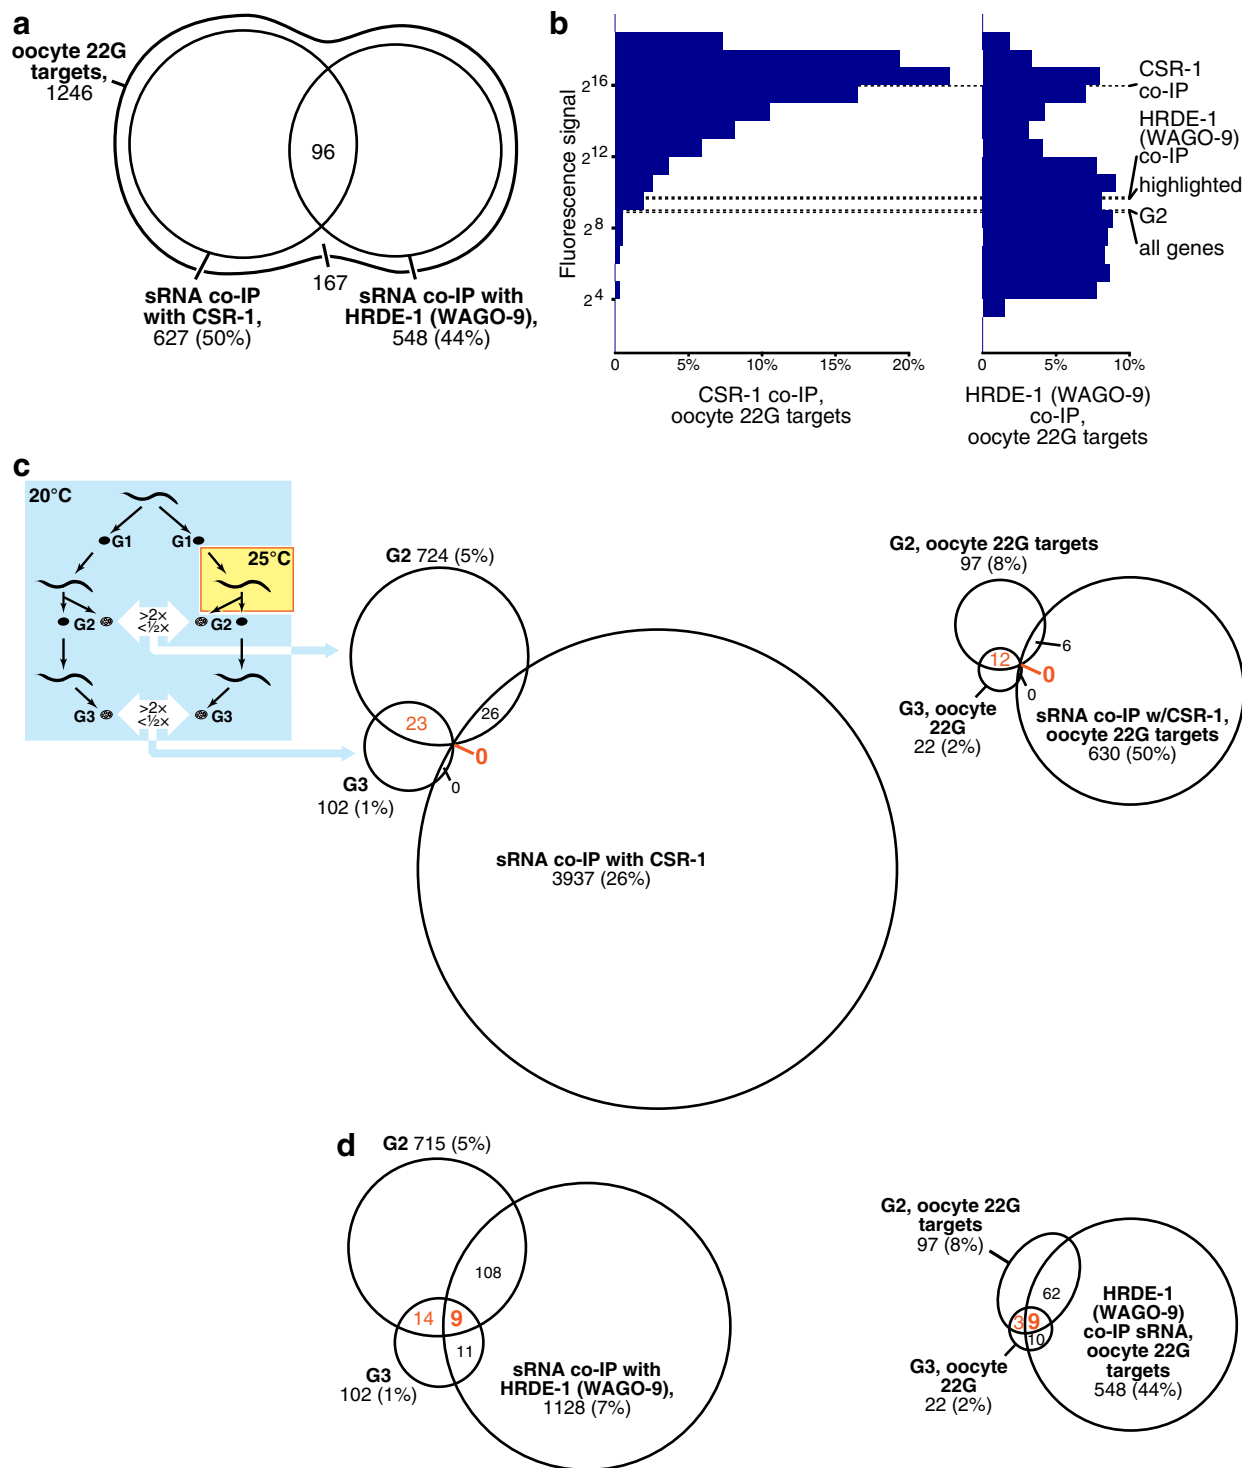 a
oocyte 22G
targets,
1246
96
167
sRNA co-IP
with CSR-1,
627 (50%)
sRNA co-IP with
HRDE-1 (WAGO-9),
548 (44%)
b
Fluorescence signal
2^16
2^12
2^8
2^4
0
5%
10%
15%
20%
CSR-1 co-IP,
oocyte 22G targets
0
5%
10%
HRDE-1 (WAGO-9)
co-IP,
oocyte 22G targets
CSR-1
co-IP
HRDE-1
(WAGO-9)
co-IP
highlighted
G2
all genes
c
20°C
G1
G1
25°C
G2
>2×
<½×
G2
G3
>2×
<½×
G3
G2 724 (5%)
23
26
0
0
G3
102 (1%)
sRNA co-IP with CSR-1
3937 (26%)
G2, oocyte 22G targets
97 (8%)
12
6
0
0
G3, oocyte
22G
22 (2%)
sRNA co-IP w/CSR-1,
oocyte 22G targets
630 (50%)
d
G2 715 (5%)
108
14
9
11
G3
102 (1%)
sRNA co-IP with
HRDE-1 (WAGO-9),
1128 (7%)
G2, oocyte 22G
targets
97 (8%)
62
3
9
10
G3, oocyte
22G
22 (2%)
HRDE-1
(WAGO-9)
co-IP sRNA,
oocyte 22G
targets
548 (44%)